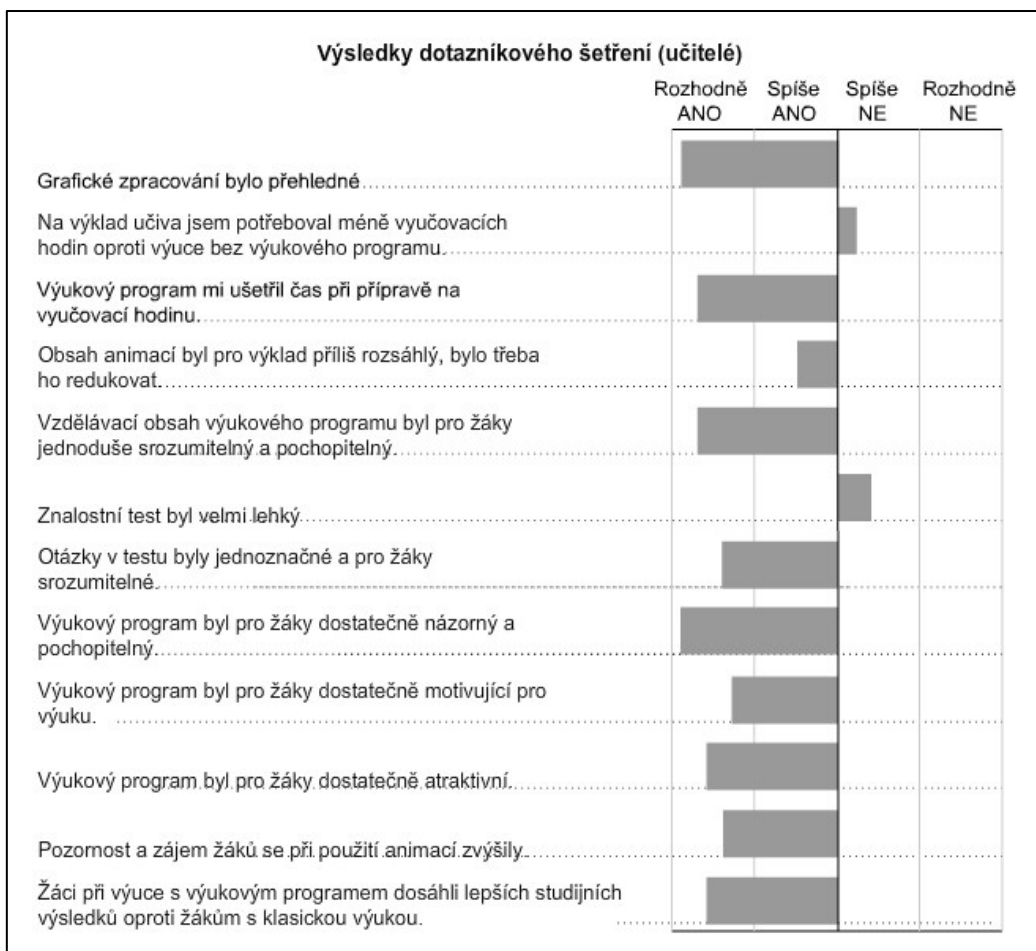 Výsledky dotazníkového šetření (učitelé)
Rozhodně Spíše Spíše Rozhodně
ANO ANO NE NE
Grafické zpracování bylo přehledné
Na výklad učiva jsem potřeboval méně vyučovacích
hodin oproti výuce bez výukového programu.
Výukový program mi ušetřil čas při přípravě na
vyučovací hodinu.
Obsah animací byl pro výklad příliš rozsáhlý, bylo třeba
ho redukovat.
Vzdělávací obsah výukového programu byl pro žáky
jednoduše srozumitelný a pochopitelný.
Znalostní test byl velmi lehký
Otázky v testu byly jednoznačné a pro žáky
srozumitelné.
Výukový program byl pro žáky dostatečně názorný a
pochopitelný.
Výukový program byl pro žáky dostatečně motivující pro
výuku.
Výukový program byl pro žáky dostatečně atraktivní.
Pozornost a zájem žáků se při použití animací zvýšily.
Žáci při výuce s výukovým programem dosáhli lepších studijních
výsledků oproti žákům s klasickou výukou.